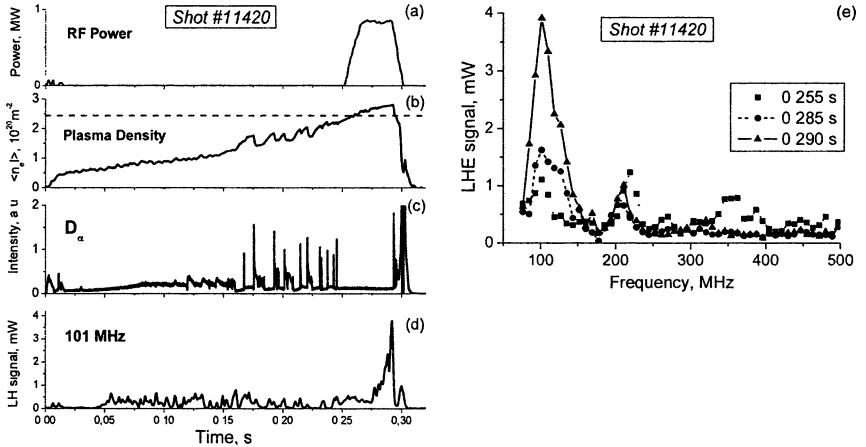 Shot #11420
(a)
RF Power
Power, MW
1
0
(b)
Plasma Density
<nₑl>, 10²⁰m⁻²
3
2
1
0
(c)
Dα
Intensity, a u
2
1
0
(d)
101 MHz
LH signal, mW
4
3
2
1
0
0 00 0,05 0,10 0 15 0,20 0 25 0,30
Time, s
(e)
Shot #11420
LHE signal, mW
4
3
2
1
0
0 255 s
0 285 s
0 290 s
100 200 300 400 500
Frequency, MHz